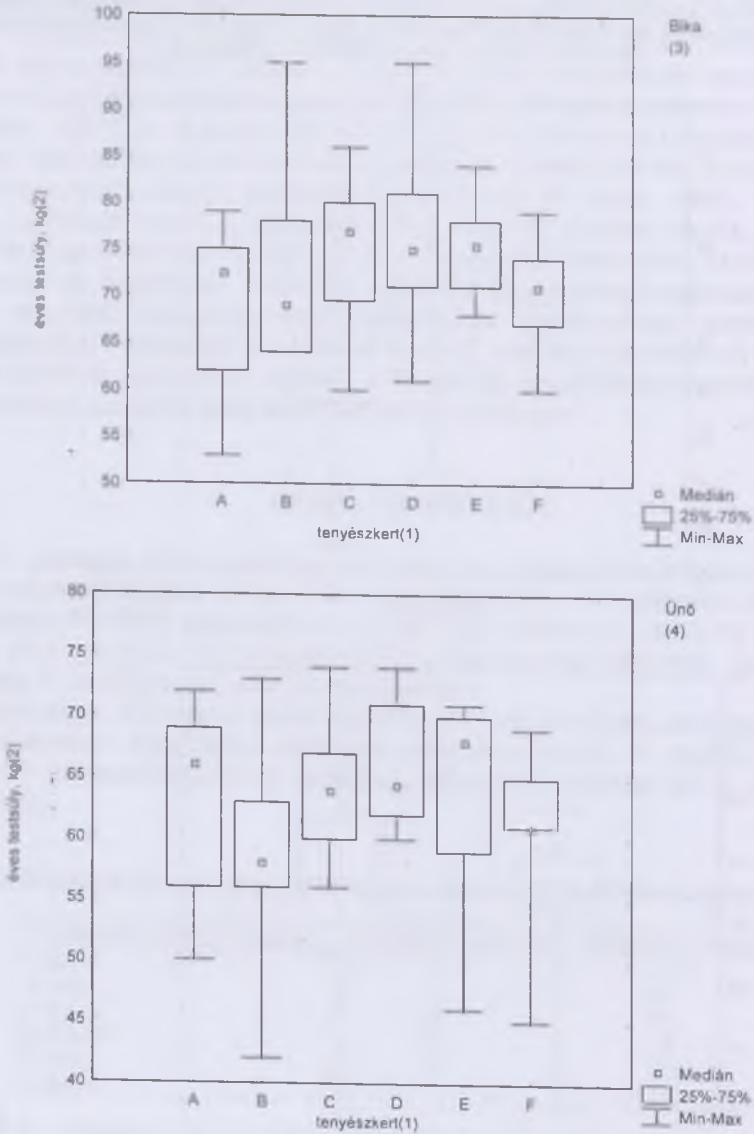 100
95
90
85
80
75
70
65
60
55
50
éves testsúly, kg(2)
A B C D E F
tenyészkert(1)
Bika
(3)
Medián
25%-75%
Min-Max
80
75
70
65
60
55
50
45
40
éves testsúly, kg(2)
A B C D E F
tenyészkert(1)
Ünő
(4)
Medián
25%-75%
Min-Max